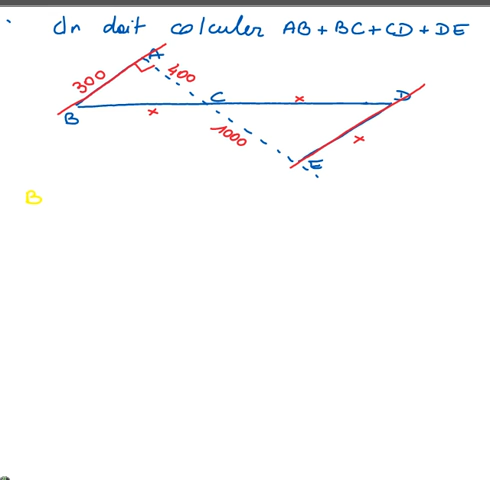 On doit calculer AB + BC + CD + DE
A
300
400
C
x
D
B
x
1000
x
E
B